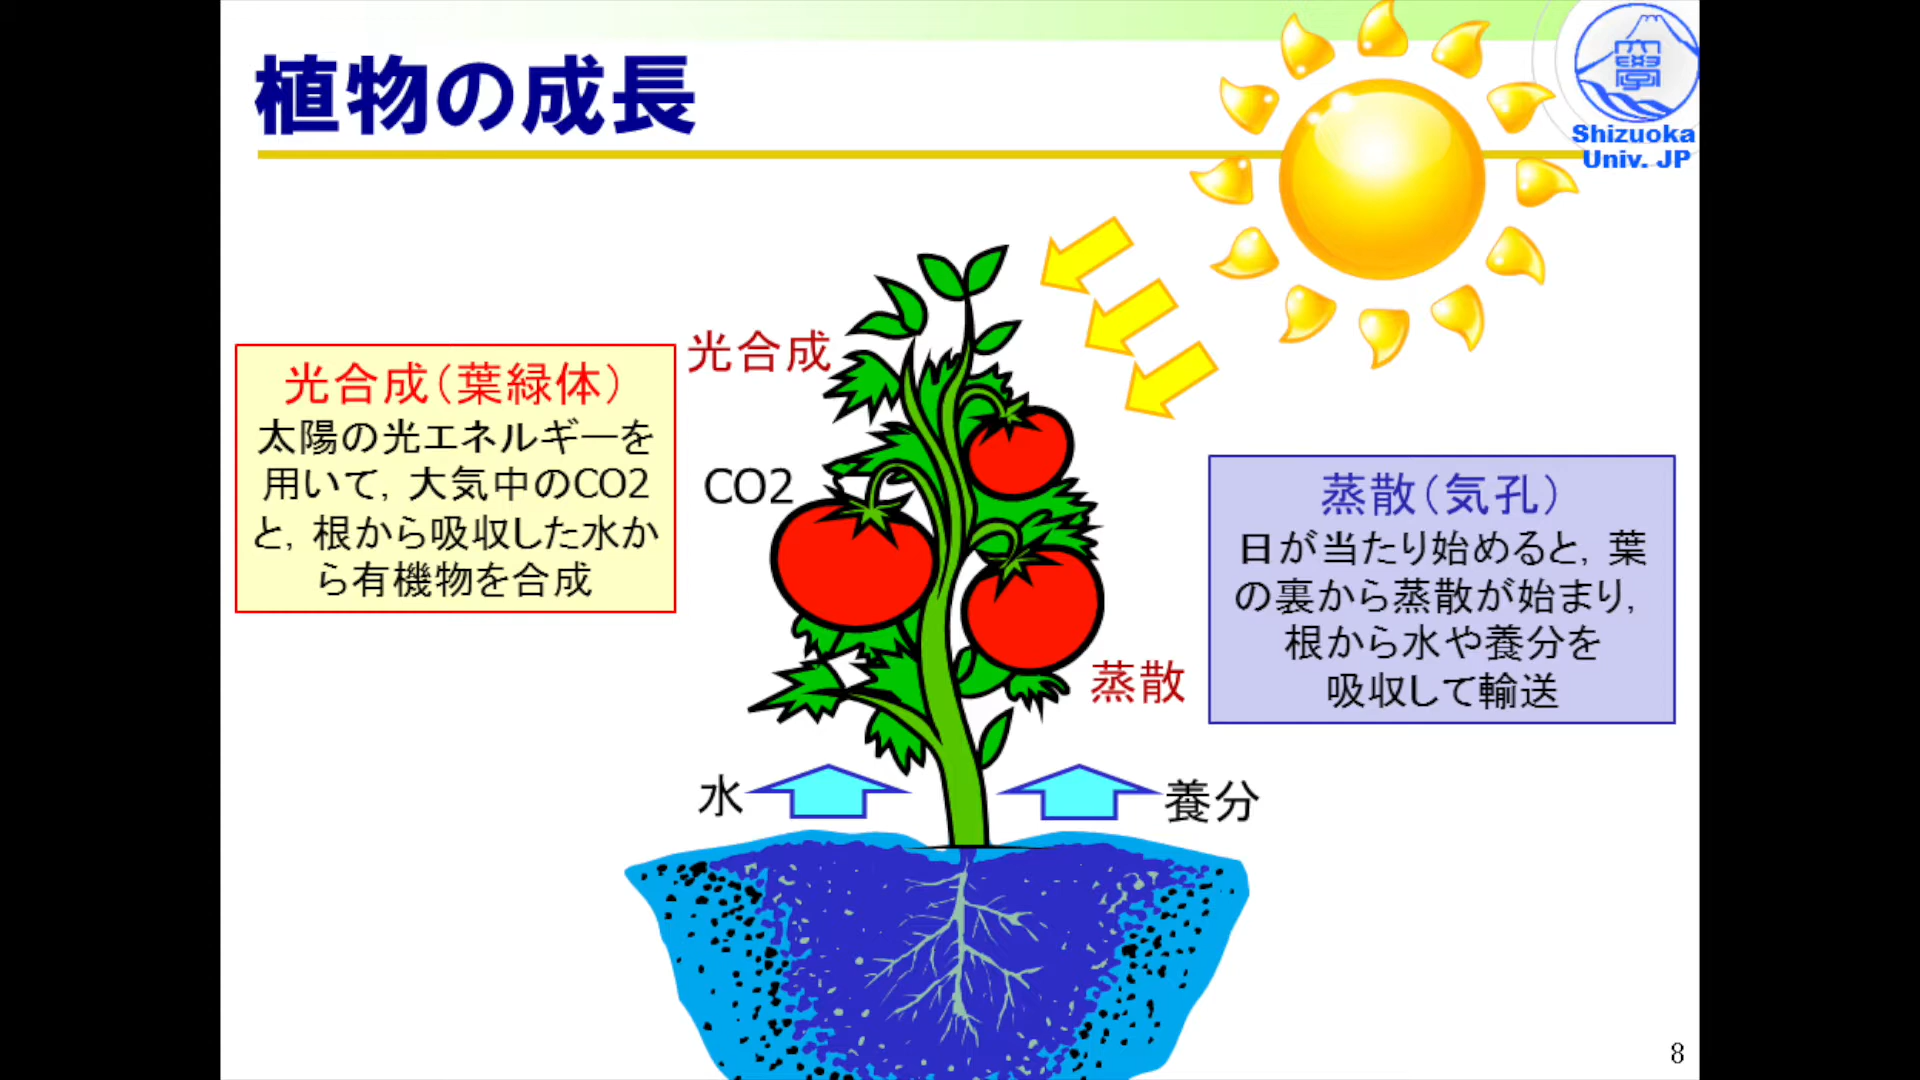 植物の成長
Shizuoka
Univ. JP
光合成
光合成（葉緑体）
太陽の光エネルギーを
用いて，大気中のCO2
と，根から吸収した水か
ら有機物を合成
CO2
蒸散（気孔）
日が当たり始めると，葉
の裏から蒸散が始まり，
根から水や養分を
吸収して輸送
蒸散
水
養分
8